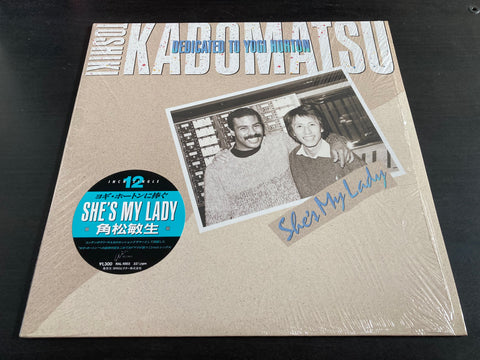 TOSHIKI
KADOMATSU
DEDICATED TO YOGI HORTON
She's My Lady
12
ヨギ・ホートンに捧ぐ
SHE'S MY LADY
角松敏生
¥1,300